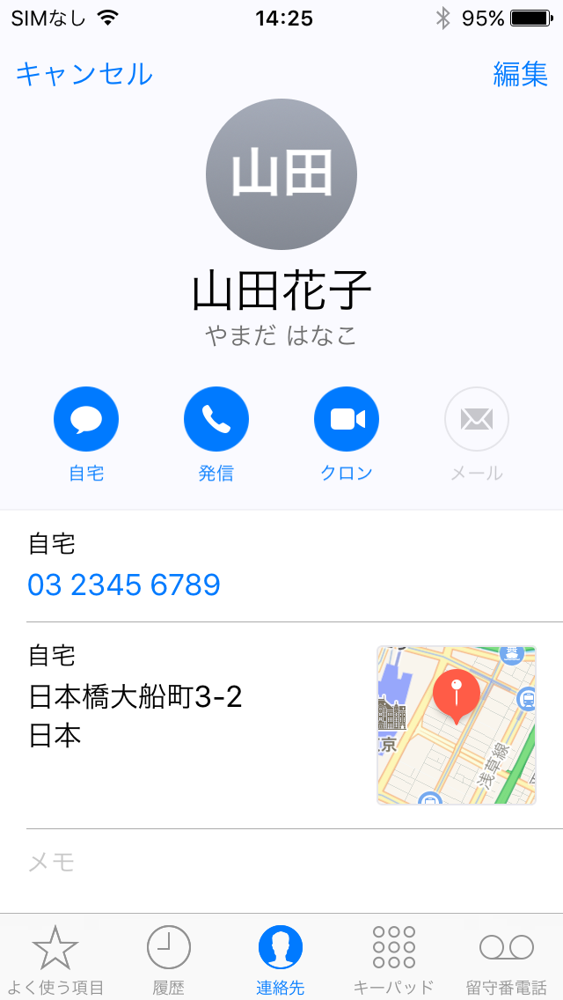 SIMなし 14:25 95%
キャンセル 編集
山田
山田花子
やまだ はなこ
自宅 発信 クロン メール
自宅
03 2345 6789
自宅
日本橋大船町3-2
日本
京
浅草線
メモ
よく使う項目 履歴 連絡先 キーパッド 留守番電話